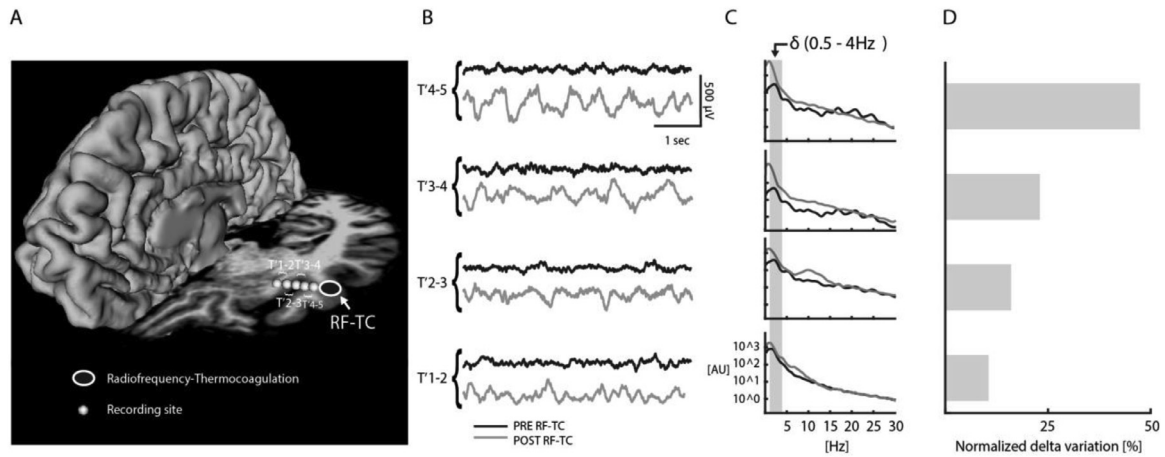 A
B
C
D
δ (0.5 - 4Hz )
T'4-5
500 µV
1 sec
T'3-4
T'1-2 T'3-4
T'2-3 T'4-5
RF-TC
T'2-3
Radiofrequency-Thermocoagulation
Recording site
T'1-2
10^3
10^2
[AU]
10^1
10^0
PRE RF-TC
POST RF-TC
5 10 15 20 25 30
[Hz]
25 50
Normalized delta variation [%]